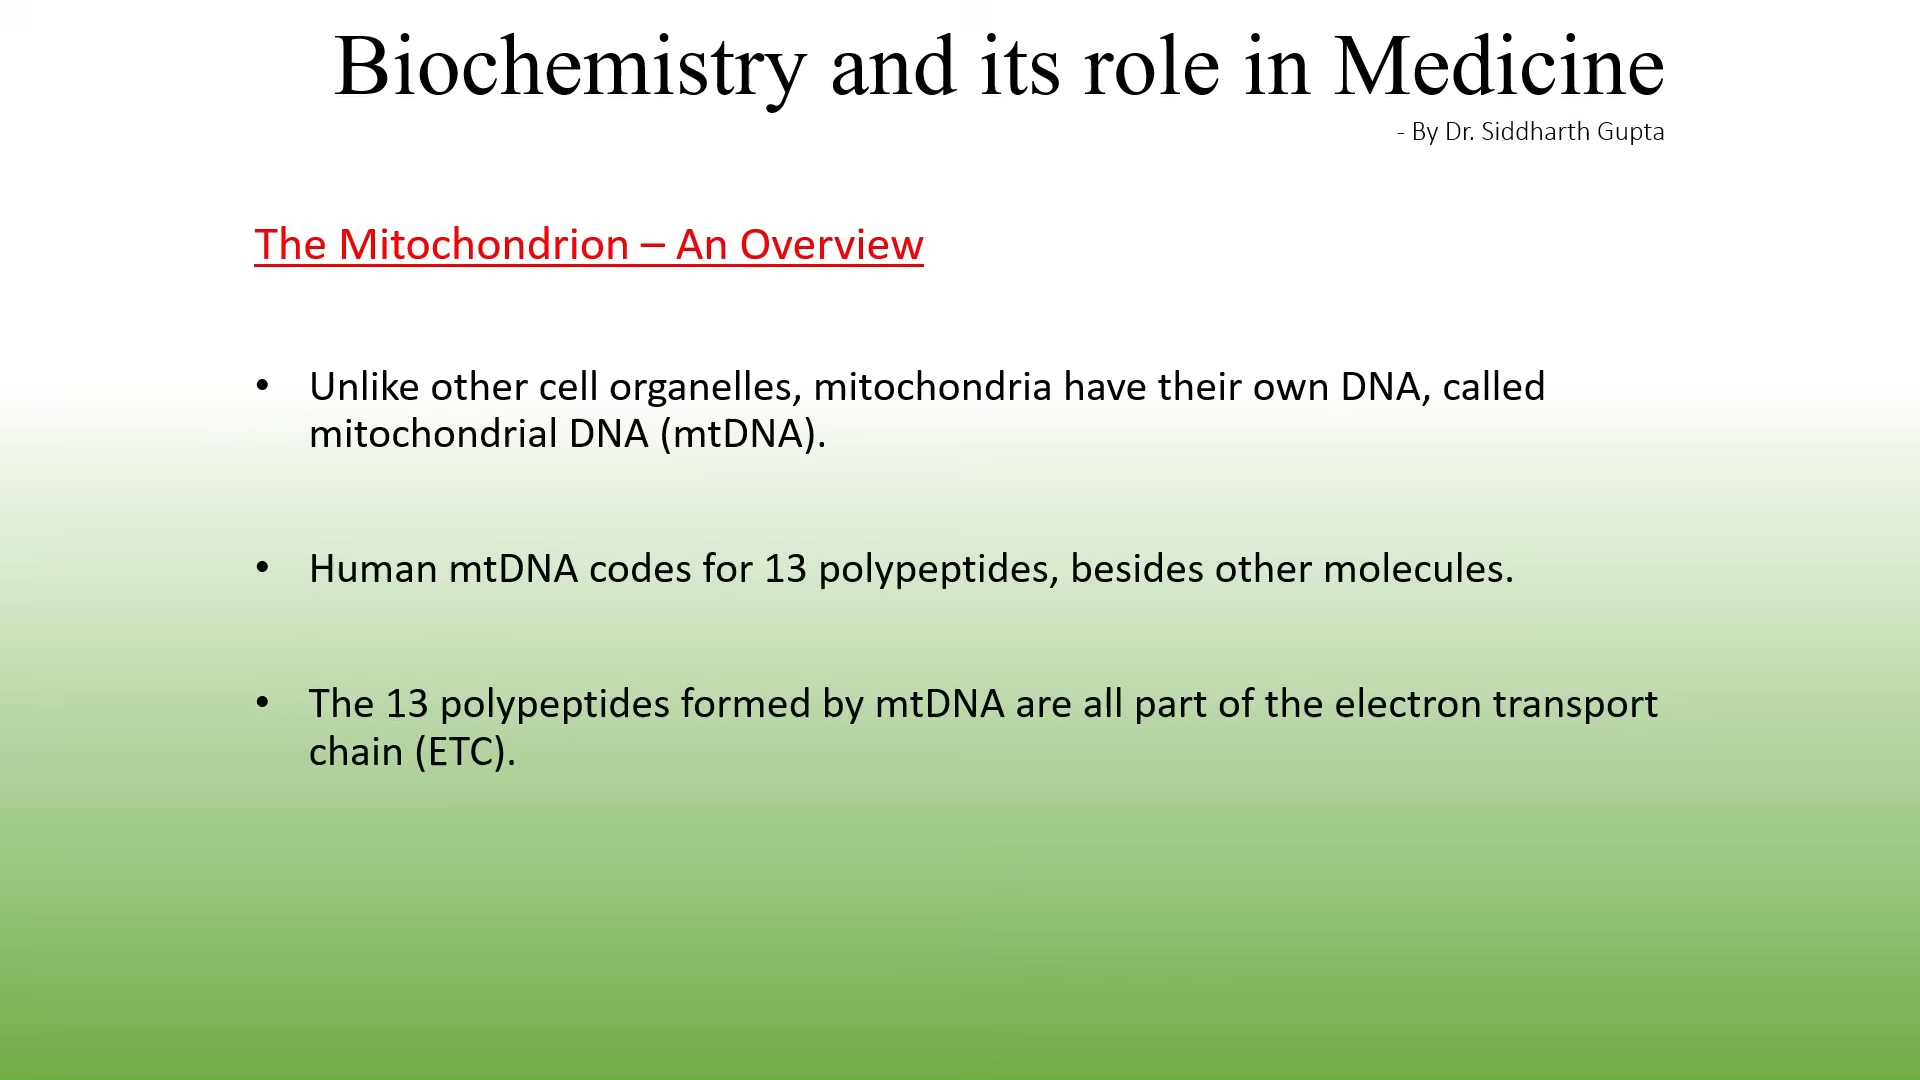 Biochemistry and its role in Medicine
- By Dr. Siddharth Gupta
The Mitochondrion – An Overview
• Unlike other cell organelles, mitochondria have their own DNA, called
mitochondrial DNA (mtDNA).
• Human mtDNA codes for 13 polypeptides, besides other molecules.
• The 13 polypeptides formed by mtDNA are all part of the electron transport
chain (ETC).